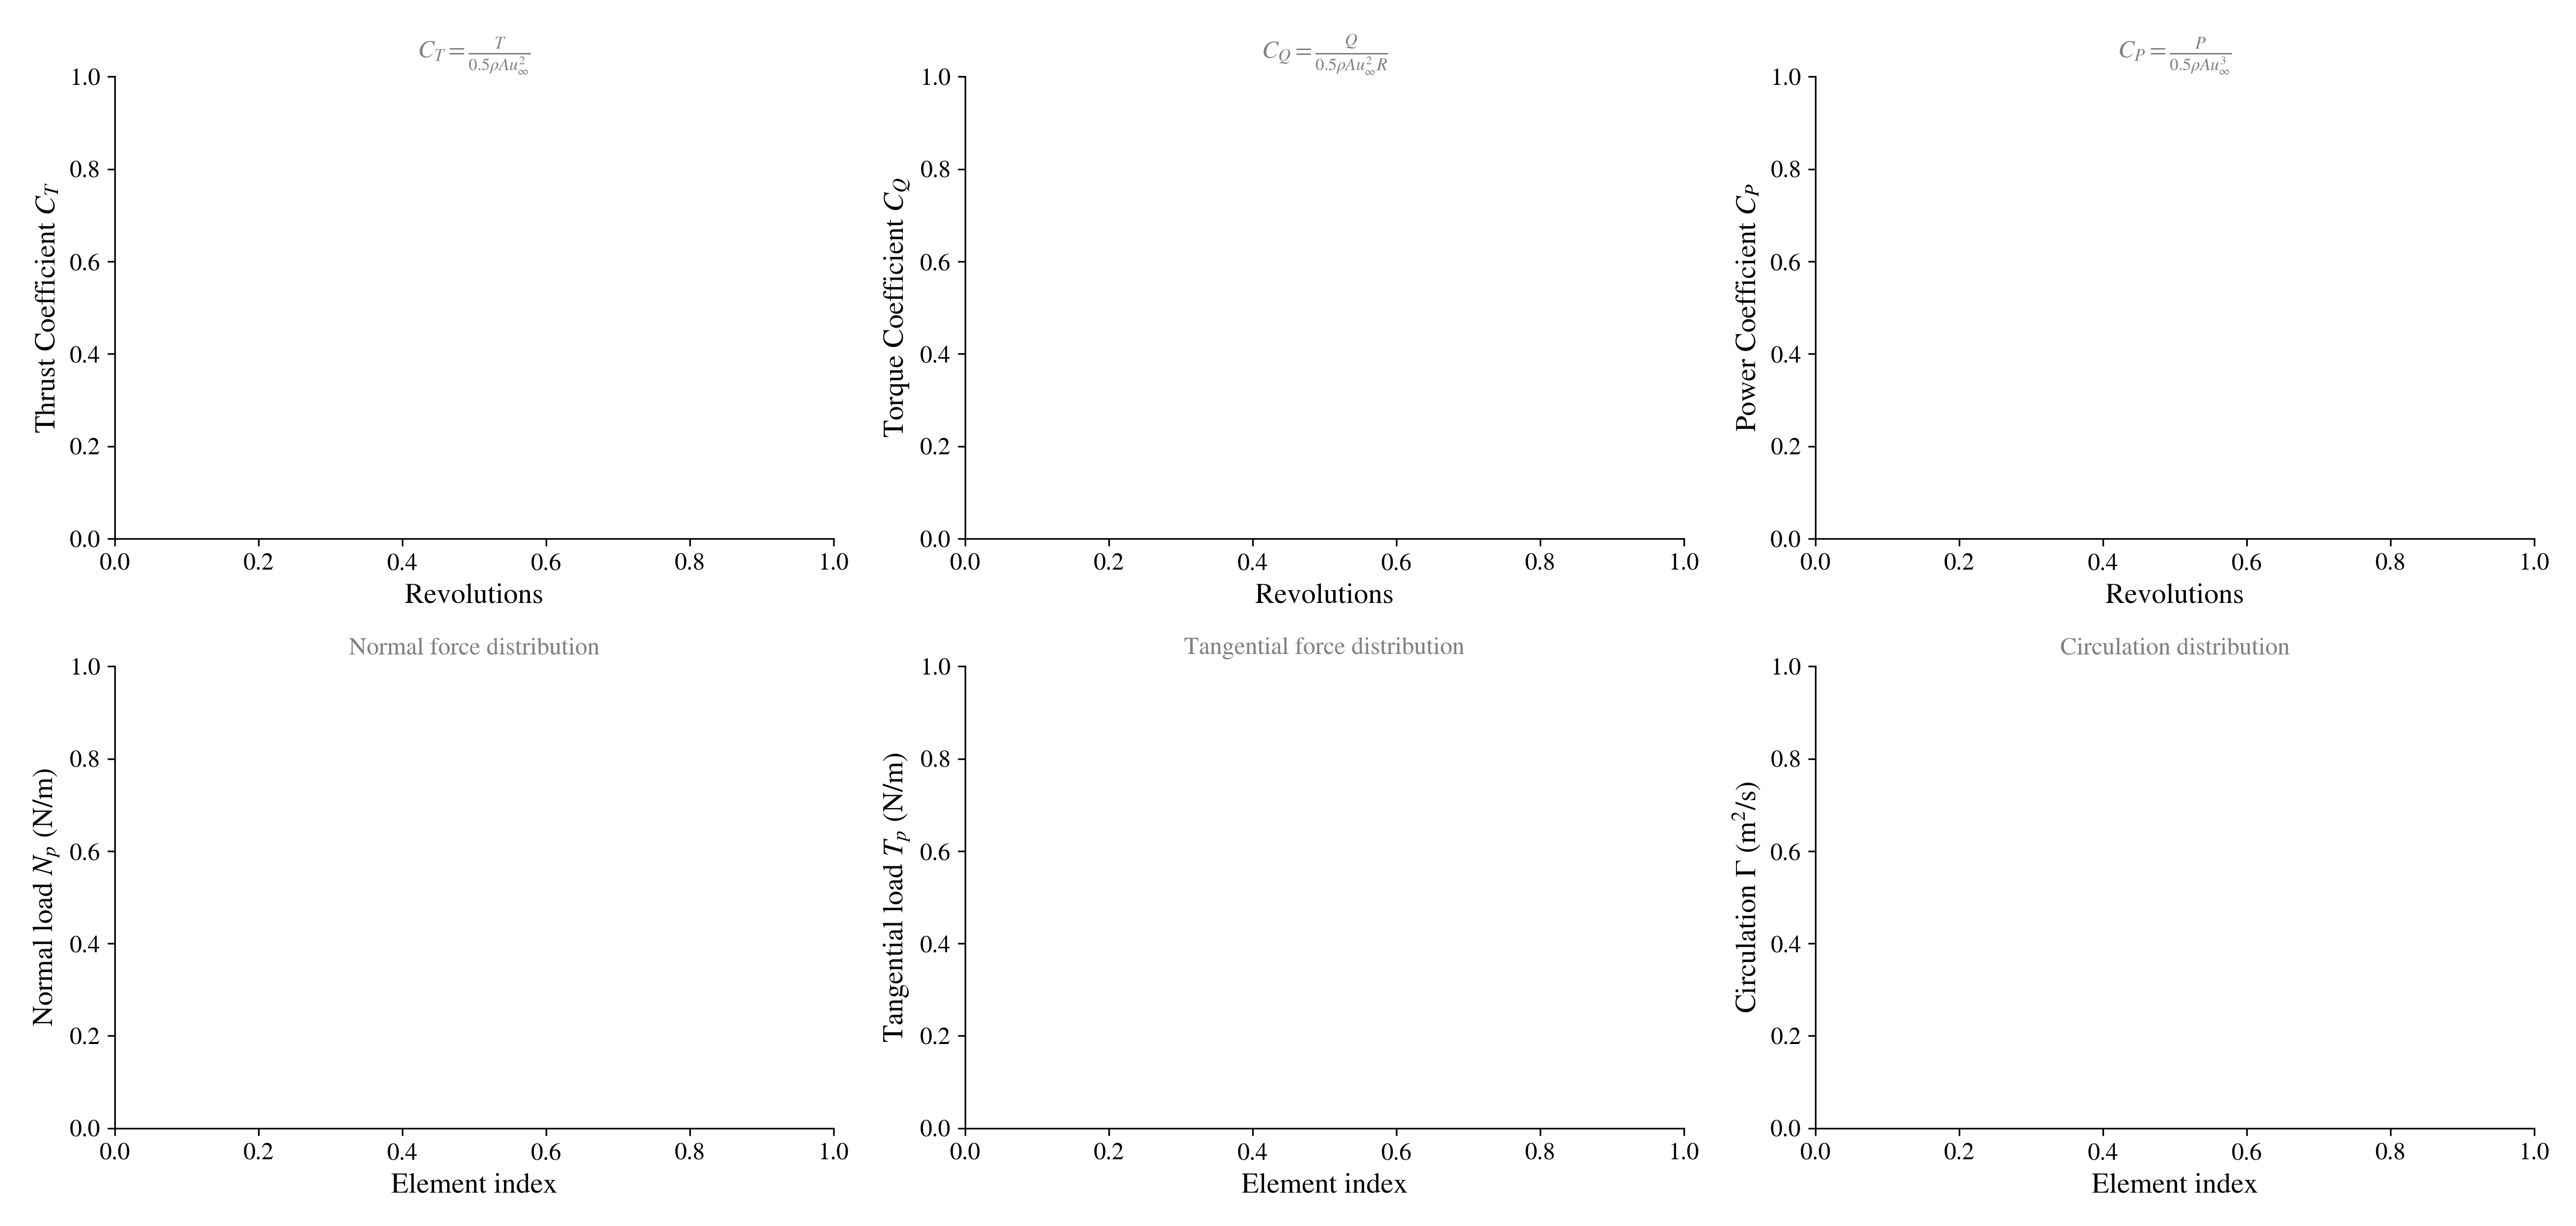 C_T = T / 0.5ρAu_∞^2
1.0
0.8
0.6
0.4
0.2
0.0
Thrust Coefficient C_T
0.0 0.2 0.4 0.6 0.8 1.0
Revolutions
C_Q = Q / 0.5ρAu_∞^2 R
1.0
0.8
0.6
0.4
0.2
0.0
Torque Coefficient C_Q
0.0 0.2 0.4 0.6 0.8 1.0
Revolutions
C_P = P / 0.5ρAu_∞^3
1.0
0.8
0.6
0.4
0.2
0.0
Power Coefficient C_P
0.0 0.2 0.4 0.6 0.8 1.0
Revolutions
Normal force distribution
1.0
0.8
0.6
0.4
0.2
0.0
Normal load N_p (N/m)
0.0 0.2 0.4 0.6 0.8 1.0
Element index
Tangential force distribution
1.0
0.8
0.6
0.4
0.2
0.0
Tangential load T_p (N/m)
0.0 0.2 0.4 0.6 0.8 1.0
Element index
Circulation distribution
1.0
0.8
0.6
0.4
0.2
0.0
Circulation Γ (m²/s)
0.0 0.2 0.4 0.6 0.8 1.0
Element index